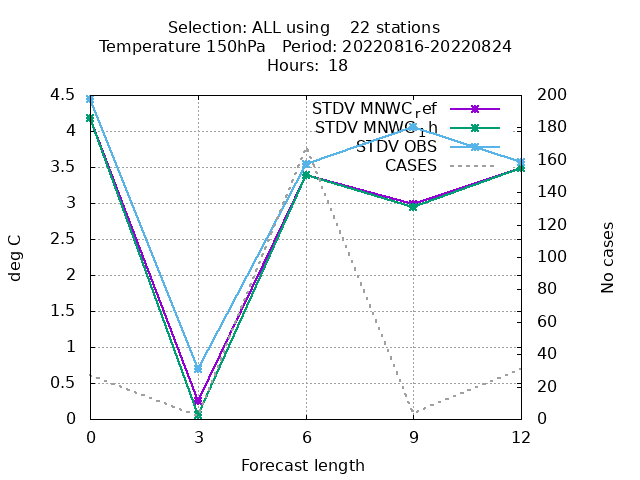 Selection: ALL using    22 stations
Temperature 150hPa   Period: 20220816-20220824
Hours:  18
STDV MNWC_ref
STDV MNWC_1h
STDV OBS
CASES
deg C
4.5
4
3.5
3
2.5
2
1.5
1
0.5
0
200
180
160
140
120
100
80
60
40
20
0
No cases
0 3 6 9 12
Forecast length